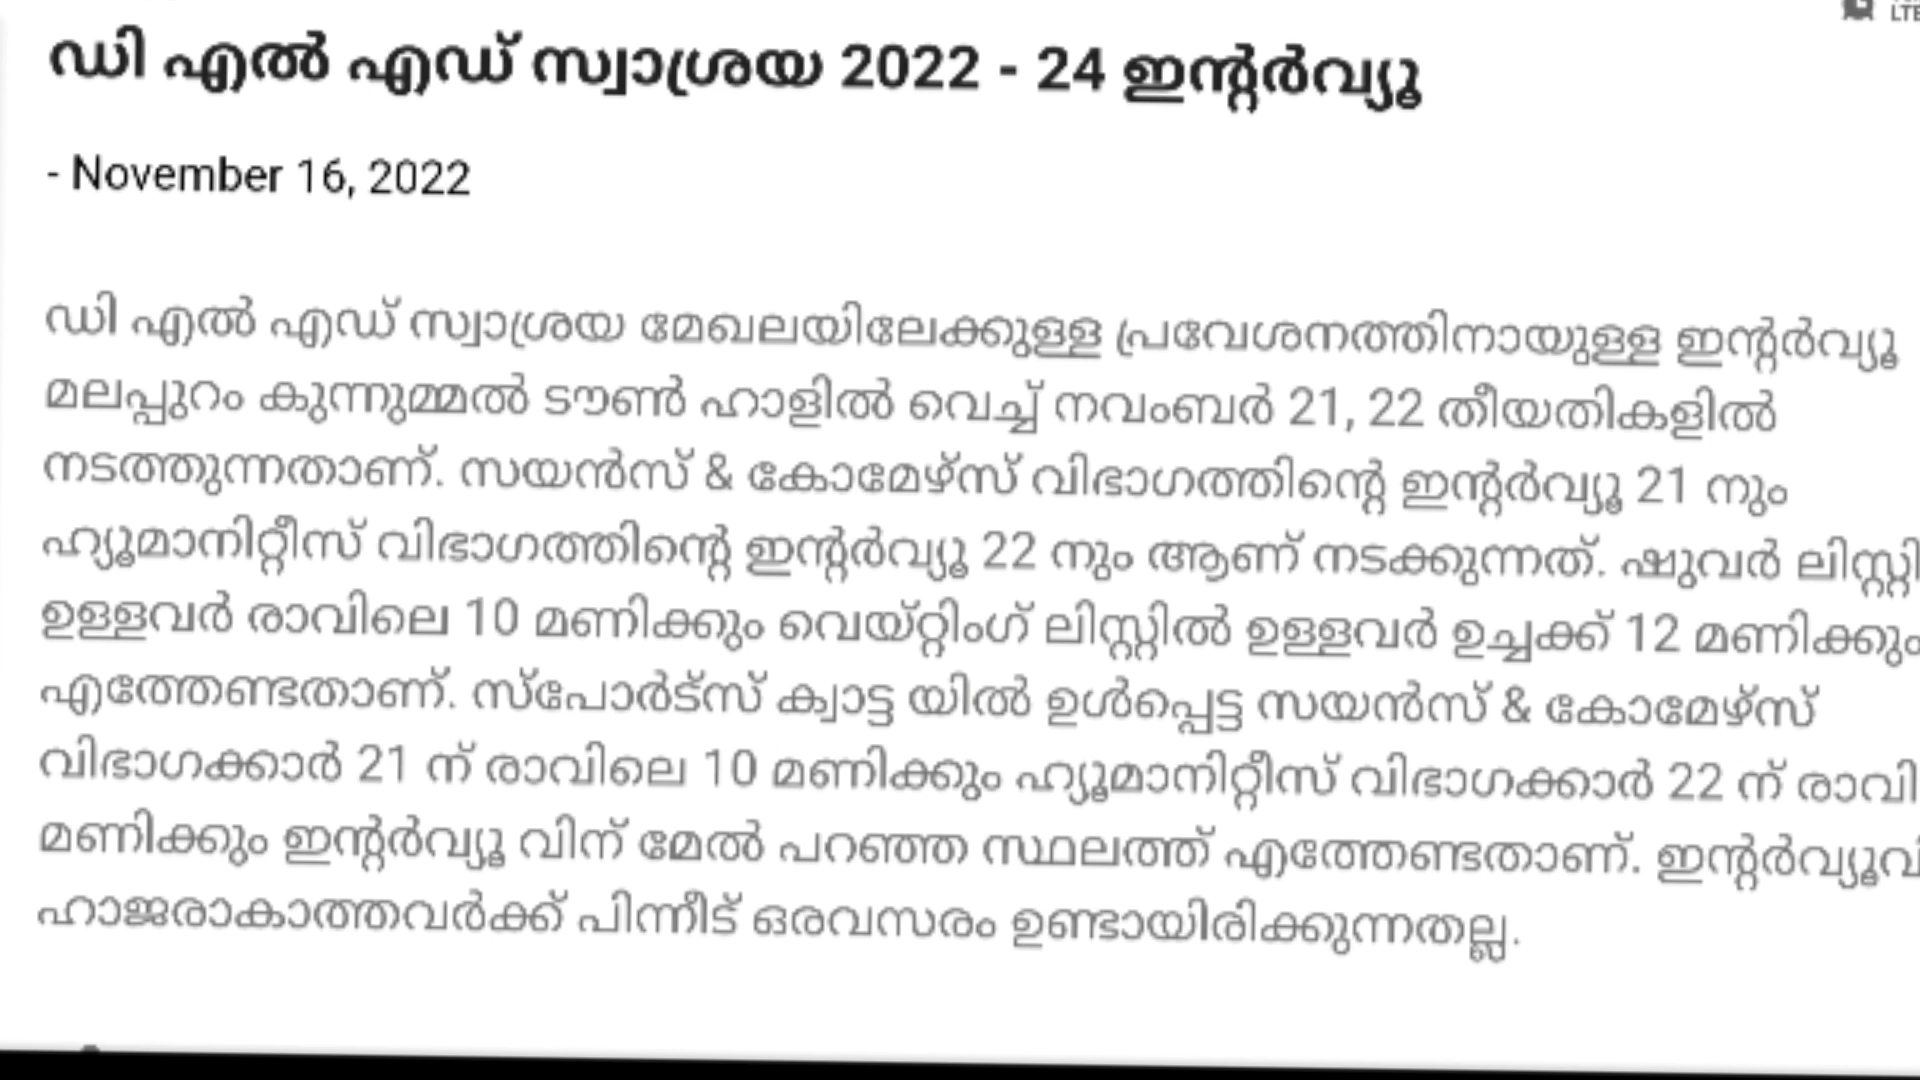 LTE
ഡി എൽ എഡ് സ്വാശ്രയ 2022 - 24 ഇന്റർവ്യൂ
- November 16, 2022
ഡി എൽ എഡ് സ്വാശ്രയ മേഖലയിലേക്കുള്ള പ്രവേശനത്തിനായുള്ള ഇന്റർവ്യൂ
മലപ്പുറം കുന്നുമ്മൽ ടൗൺ ഹാളിൽ വെച്ച് നവംബർ 21, 22 തീയതികളിൽ
നടത്തുന്നതാണ്. സയൻസ് & കോമേഴ്സ് വിഭാഗത്തിന്റെ ഇന്റർവ്യൂ 21 നും
ഹ്യൂമാനിറ്റീസ് വിഭാഗത്തിന്റെ ഇന്റർവ്യൂ 22 നും ആണ് നടക്കുന്നത്. ഷുവർ ലിസ്റ്റി
ഉള്ളവർ രാവിലെ 10 മണിക്കും വെയ്റ്റിംഗ് ലിസ്റ്റിൽ ഉള്ളവർ ഉച്ചക്ക് 12 മണിക്കും
എത്തേണ്ടതാണ്. സ്പോർട്സ് ക്വാട്ട യിൽ ഉൾപ്പെട്ട സയൻസ് & കോമേഴ്സ്
വിഭാഗക്കാർ 21 ന് രാവിലെ 10 മണിക്കും ഹ്യൂമാനിറ്റീസ് വിഭാഗക്കാർ 22 ന് രാവി
മണിക്കും ഇന്റർവ്യൂ വിന് മേൽ പറഞ്ഞ സ്ഥലത്ത് എത്തേണ്ടതാണ്. ഇന്റർവ്യൂവി
ഹാജരാകാത്തവർക്ക് പിന്നീട് ഒരവസരം ഉണ്ടായിരിക്കുന്നതല്ല.